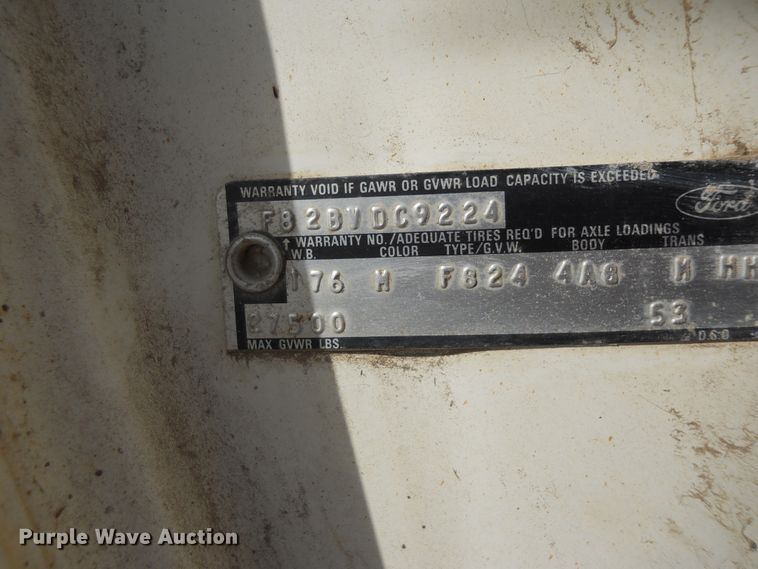 WARRANTY VOID IF GAWR OR GVWR LOAD CAPACITY IS EXCEEDED
Ford
F82BVDC9224
↑ WARRANTY NO./ADEQUATE TIRES REQ'D FOR AXLE LOADINGS
W.B. COLOR TYPE/G.V.W. BODY TRANS
176 M F824 4A8 M HH
27500 53
MAX GVWR LBS. D.S.O
Purple Wave Auction